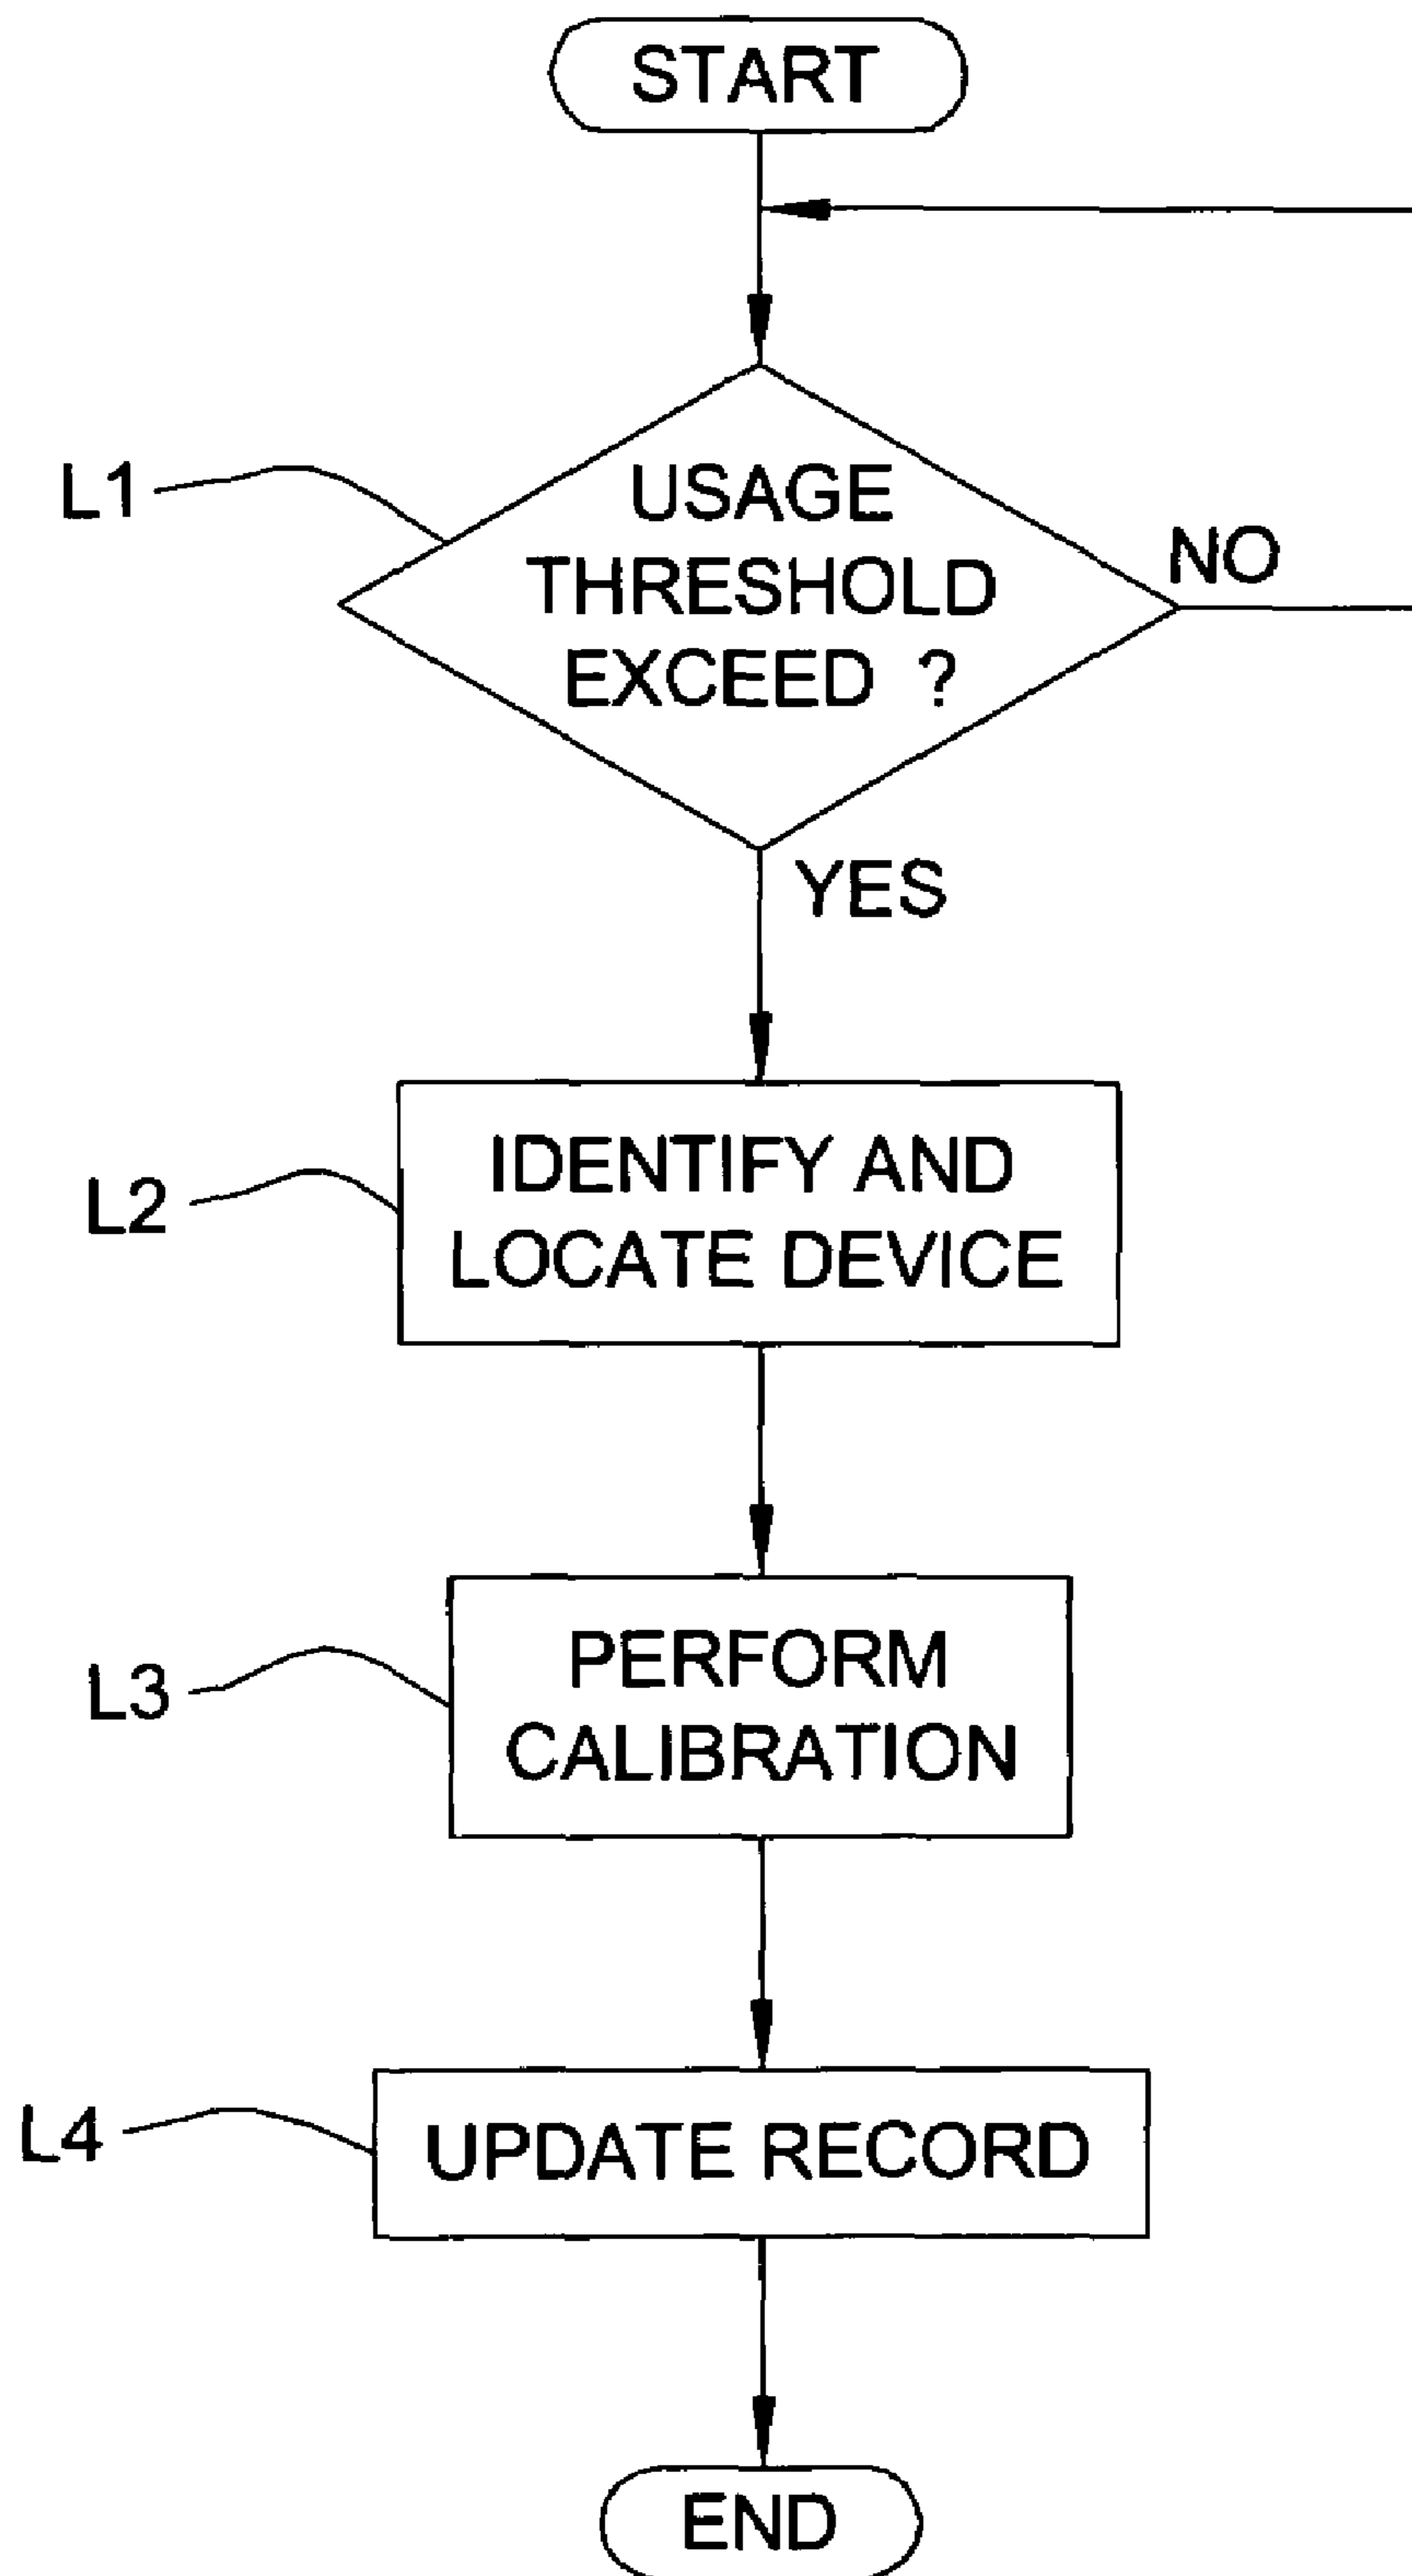 START
L1
USAGE
THRESHOLD
EXCEED ?
NO
YES
L2
IDENTIFY AND
LOCATE DEVICE
L3
PERFORM
CALIBRATION
L4
UPDATE RECORD
END